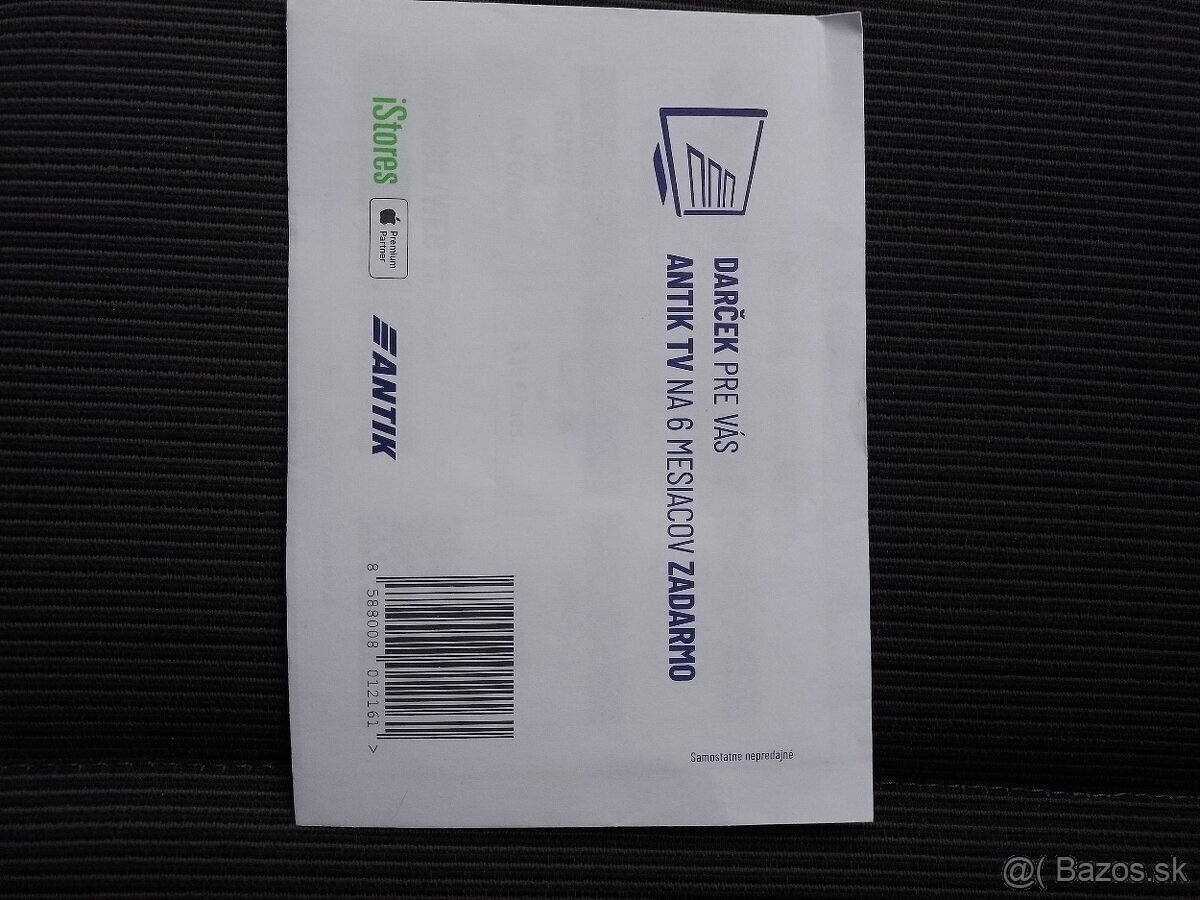 DARČEK PRE VÁS
ANTIK TV NA 6 MESIACOV ZADARMO
Samostatne nepredajné
iStores
Premium
Partner
ANTIK
8 588008 012161 >
@( Bazos.sk